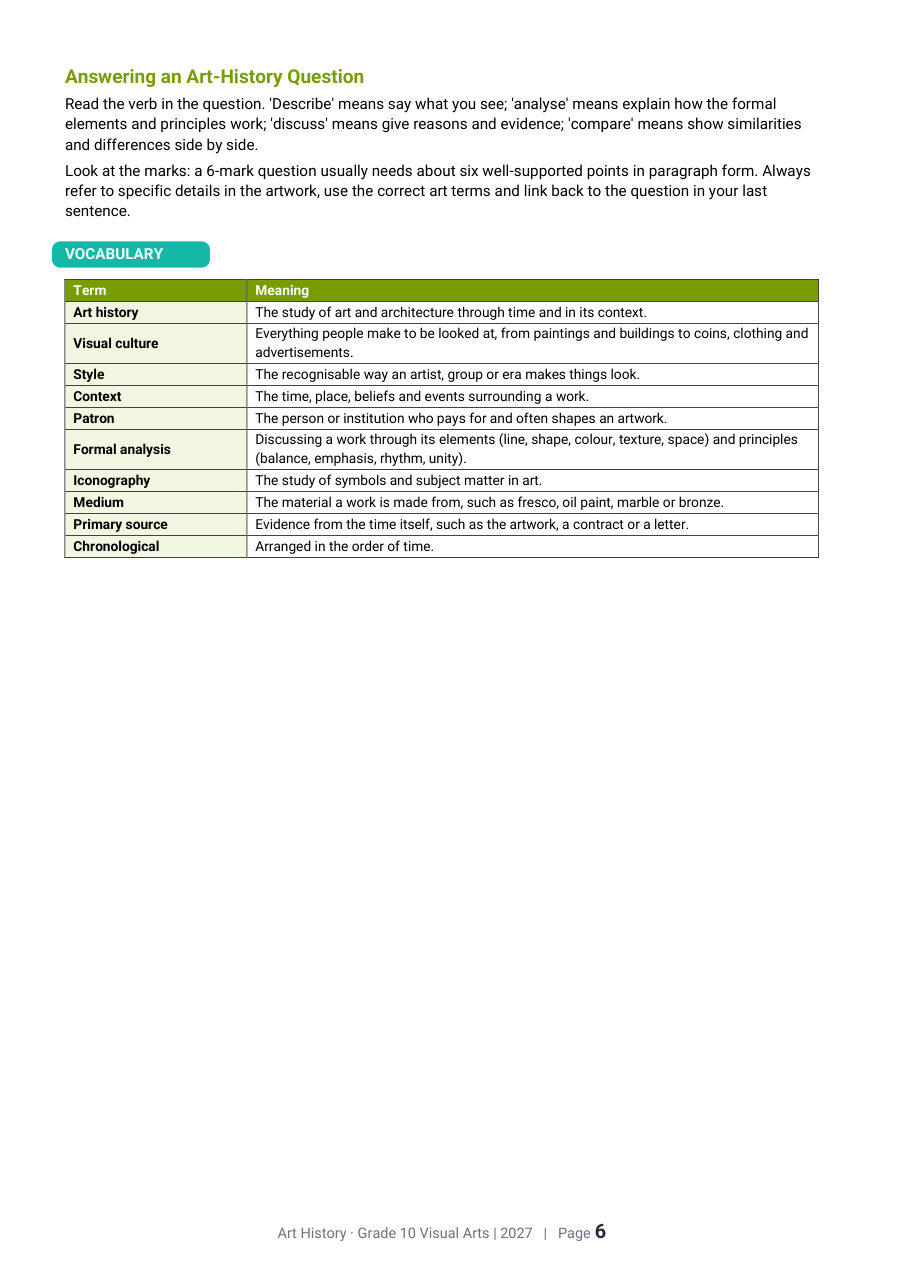 Answering an Art-History Question
Read the verb in the question. 'Describe' means say what you see; 'analyse' means explain how the formal
elements and principles work; 'discuss' means give reasons and evidence; 'compare' means show similarities
and differences side by side.
Look at the marks: a 6-mark question usually needs about six well-supported points in paragraph form. Always
refer to specific details in the artwork, use the correct art terms and link back to the question in your last
sentence.
VOCABULARY
Term Meaning
Art history The study of art and architecture through time and in its context.
Visual culture Everything people make to be looked at, from paintings and buildings to coins, clothing and
advertisements.
Style The recognisable way an artist, group or era makes things look.
Context The time, place, beliefs and events surrounding a work.
Patron The person or institution who pays for and often shapes an artwork.
Formal analysis Discussing a work through its elements (line, shape, colour, texture, space) and principles
(balance, emphasis, rhythm, unity).
Iconography The study of symbols and subject matter in art.
Medium The material a work is made from, such as fresco, oil paint, marble or bronze.
Primary source Evidence from the time itself, such as the artwork, a contract or a letter.
Chronological Arranged in the order of time.
Art History · Grade 10 Visual Arts | 2027 | Page 6